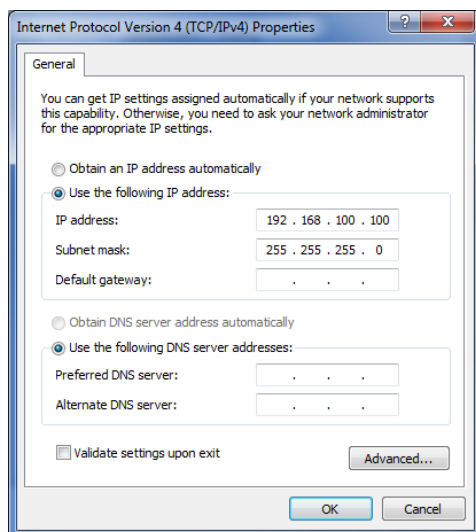 Internet Protocol Version 4 (TCP/IPv4) Properties
General
You can get IP settings assigned automatically if your network supports
this capability. Otherwise, you need to ask your network administrator
for the appropriate IP settings.
Obtain an IP address automatically
Use the following IP address:
IP address: 192 . 168 . 100 . 100
Subnet mask: 255 . 255 . 255 . 0
Default gateway: . . .
Obtain DNS server address automatically
Use the following DNS server addresses:
Preferred DNS server: . . .
Alternate DNS server: . . .
Validate settings upon exit
Advanced...
OK Cancel